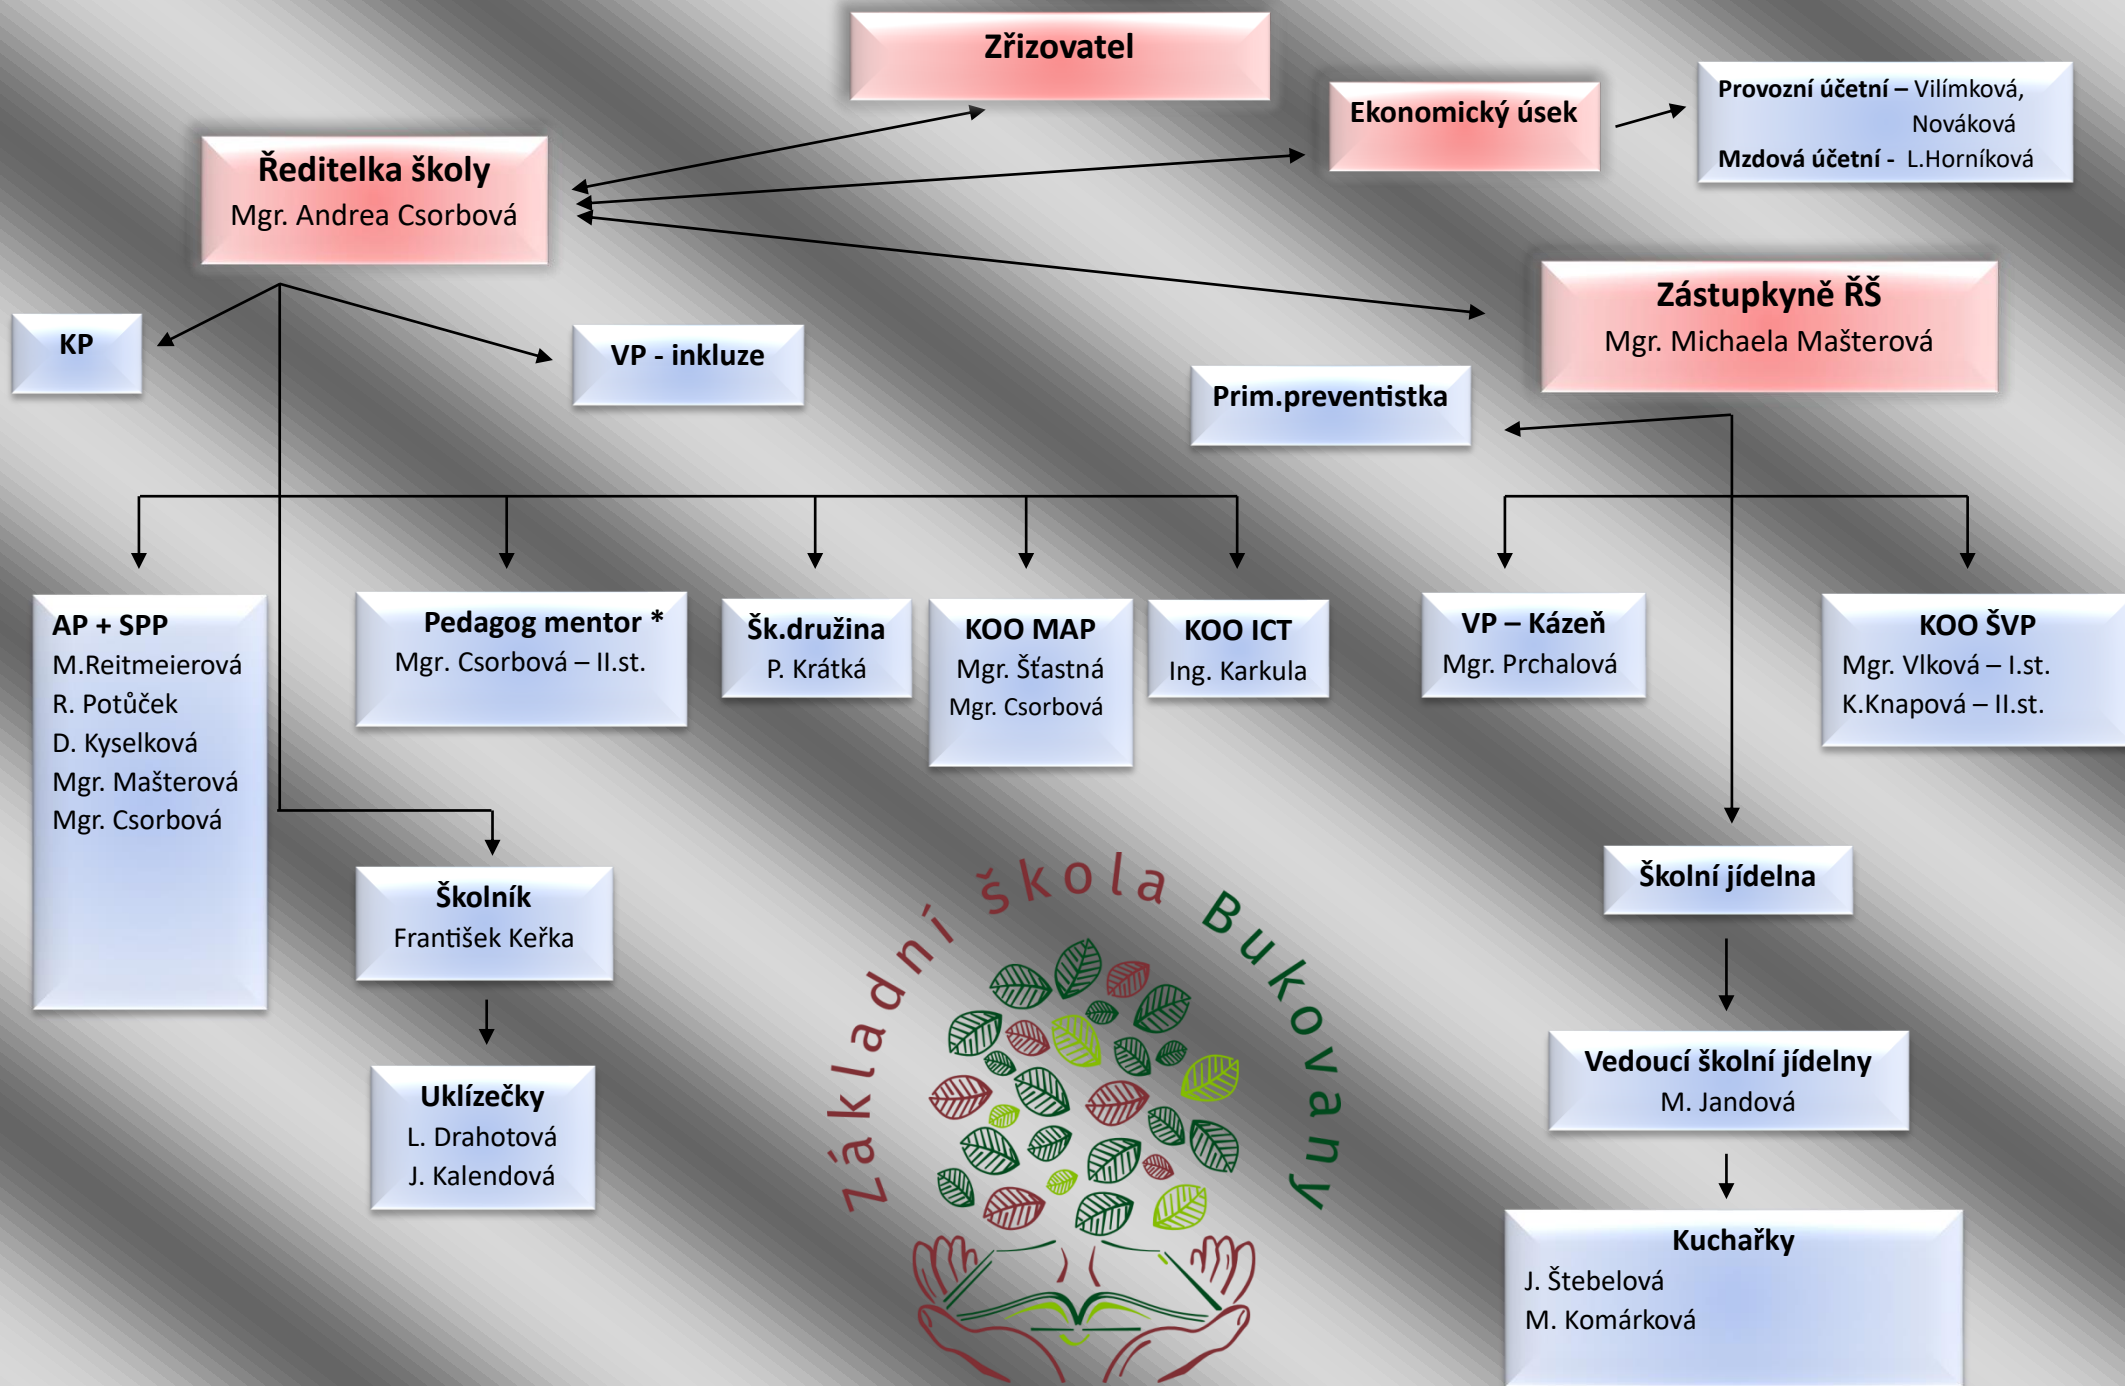 Zřizovatel
Ekonomický úsek
Provozní účetní – Vilímková,
Nováková
Mzdová účetní - L.Horníková
Ředitelka školy
Mgr. Andrea Csorbová
Zástupkyně ŘŠ
Mgr. Michaela Mašterová
KP
VP - inkluze
Prim.preventistka
AP + SPP
M.Reitmeierová
R. Potůček
D. Kyselková
Mgr. Mašterová
Mgr. Csorbová
Pedagog mentor *
Mgr. Csorbová – II.st.
Šk.družina
P. Krátká
KOO MAP
Mgr. Šťastná
Mgr. Csorbová
KOO ICT
Ing. Karkula
VP – Kázeň
Mgr. Prchalová
KOO ŠVP
Mgr. Vlková – I.st.
K.Knapová – II.st.
Školník
František Keřka
Školní jídelna
Uklízečky
L. Drahotová
J. Kalendová
Základní škola Bukovany
Vedoucí školní jídelny
M. Jandová
Kuchařky
J. Štebelová
M. Komárková